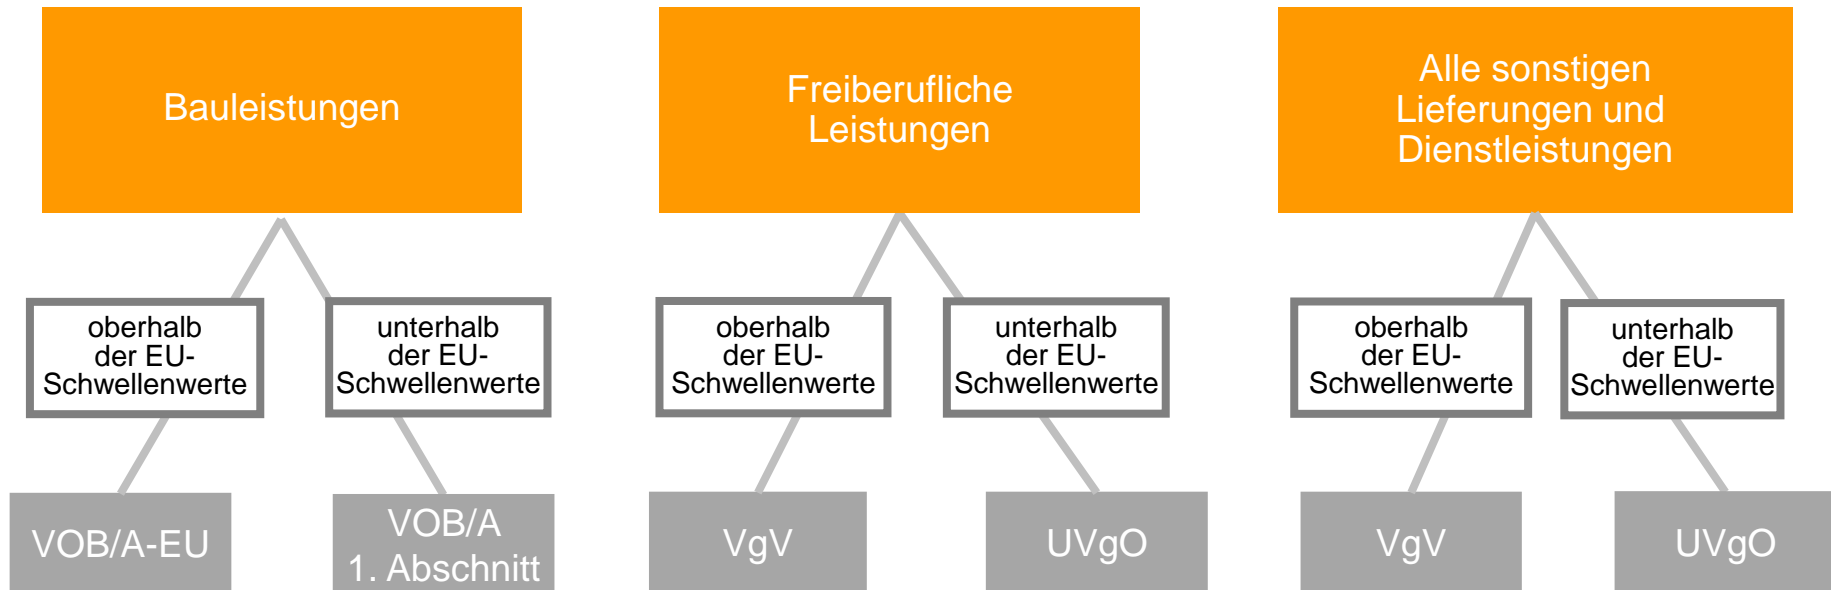 Bauleistungen
Freiberufliche
Leistungen
Alle sonstigen
Lieferungen und
Dienstleistungen
oberhalb
der EU-
Schwellenwerte
unterhalb
der EU-
Schwellenwerte
oberhalb
der EU-
Schwellenwerte
unterhalb
der EU-
Schwellenwerte
oberhalb
der EU-
Schwellenwerte
unterhalb
der EU-
Schwellenwerte
VOB/A-EU
VOB/A
1. Abschnitt
VgV
UVgO
VgV
UVgO